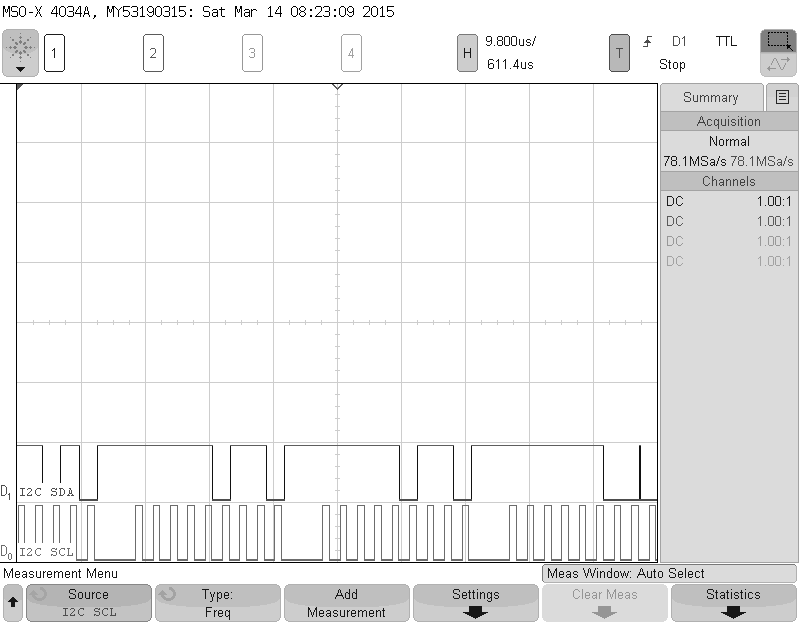 MSO-X 4034A, MY53190315: Sat Mar 14 08:23:09 2015
1 2 3 4 H 9.800us/ 611.4us T D1 TTL Stop
Summary
Acquisition
Normal
78.1MSa/s 78.1MSa/s
Channels
DC 1.00:1
DC 1.00:1
DC 1.00:1
DC 1.00:1
D1 I2C SDA
D0 I2C SCL
Measurement Menu
Meas Window: Auto Select
Source I2C SCL
Type: Freq
Add Measurement
Settings
Clear Meas
Statistics